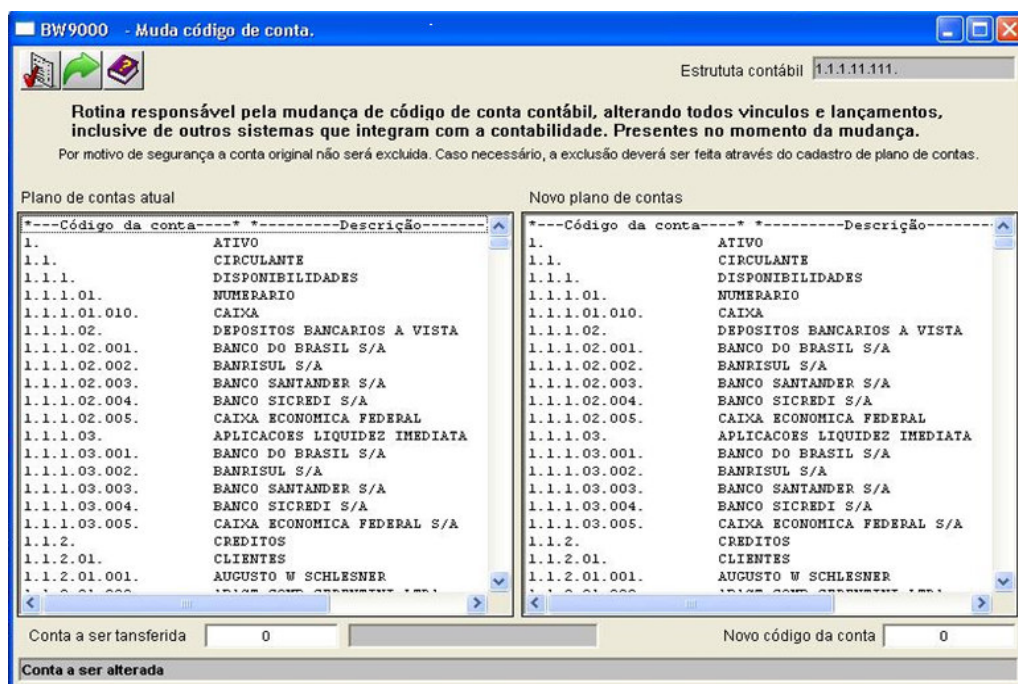 BW9000 - Muda código de conta.
Estrututa contábil 1.1.1.11.111.
Rotina responsável pela mudança de código de conta contábil, alterando todos vinculos e lançamentos,
inclusive de outros sistemas que integram com a contabilidade. Presentes no momento da mudança.
Por motivo de segurança a conta original não será excluida. Caso necessário, a exclusão deverá ser feita através do cadastro de plano de contas.
Plano de contas atual
*---Código da conta----* *---------Descrição-------
1. ATIVO
1.1. CIRCULANTE
1.1.1. DISPONIBILIDADES
1.1.1.01. NUMERARIO
1.1.1.01.010. CAIXA
1.1.1.02. DEPOSITOS BANCARIOS A VISTA
1.1.1.02.001. BANCO DO BRASIL S/A
1.1.1.02.002. BANRISUL S/A
1.1.1.02.003. BANCO SANTANDER S/A
1.1.1.02.004. BANCO SICREDI S/A
1.1.1.02.005. CAIXA ECONOMICA FEDERAL
1.1.1.03. APLICACOES LIQUIDEZ IMEDIATA
1.1.1.03.001. BANCO DO BRASIL S/A
1.1.1.03.002. BANRISUL S/A
1.1.1.03.003. BANCO SANTANDER S/A
1.1.1.03.004. BANCO SICREDI S/A
1.1.1.03.005. CAIXA ECONOMICA FEDERAL S/A
1.1.2. CREDITOS
1.1.2.01. CLIENTES
1.1.2.01.001. AUGUSTO W SCHLESNER
Novo plano de contas
*---Código da conta----* *---------Descrição-------
1. ATIVO
1.1. CIRCULANTE
1.1.1. DISPONIBILIDADES
1.1.1.01. NUMERARIO
1.1.1.01.010. CAIXA
1.1.1.02. DEPOSITOS BANCARIOS A VISTA
1.1.1.02.001. BANCO DO BRASIL S/A
1.1.1.02.002. BANRISUL S/A
1.1.1.02.003. BANCO SANTANDER S/A
1.1.1.02.004. BANCO SICREDI S/A
1.1.1.02.005. CAIXA ECONOMICA FEDERAL
1.1.1.03. APLICACOES LIQUIDEZ IMEDIATA
1.1.1.03.001. BANCO DO BRASIL S/A
1.1.1.03.002. BANRISUL S/A
1.1.1.03.003. BANCO SANTANDER S/A
1.1.1.03.004. BANCO SICREDI S/A
1.1.1.03.005. CAIXA ECONOMICA FEDERAL S/A
1.1.2. CREDITOS
1.1.2.01. CLIENTES
1.1.2.01.001. AUGUSTO W SCHLESNER
Conta a ser tansferida 0
Novo código da conta 0
Conta a ser alterada